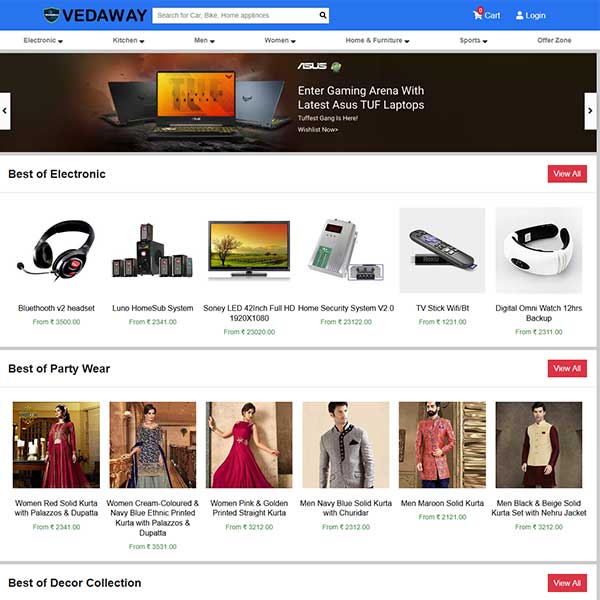 VEDAWAY
Search for Car, Bike, Home applinces
0
Cart
Login
Electronic
Kitchen
Men
Women
Home & Furniture
Sports
Offer Zone
ASUS
Enter Gaming Arena With
Latest Asus TUF Laptops
Tuffest Gang Is Here!
Wishlist Now>
Best of Electronic
View All
Bluethooth v2 headset
From ₹ 3500.00
Luno HomeSub System
From ₹ 2341.00
Soney LED 42Inch Full HD
1920X1080
From ₹ 23020.00
Home Security System V2.0
From ₹ 23122.00
TV Stick Wifi/Bt
From ₹ 1231.00
Digital Omni Watch 12hrs
Backup
From ₹ 2311.00
Best of Party Wear
View All
Women Red Solid Kurta
with Palazzos & Dupatta
From ₹ 2341.00
Women Cream-Coloured &
Navy Blue Ethnic Printed
Kurta with Palazzos &
Dupatta
From ₹ 3531.00
Women Pink & Golden
Printed Straight Kurta
From ₹ 3212.00
Men Navy Blue Solid Kurta
with Churidar
From ₹ 2312.00
Men Maroon Solid Kurta
From ₹ 2121.00
Men Black & Beige Solid
Kurta Set with Nehru Jacket
From ₹ 3212.00
Best of Decor Collection
View All